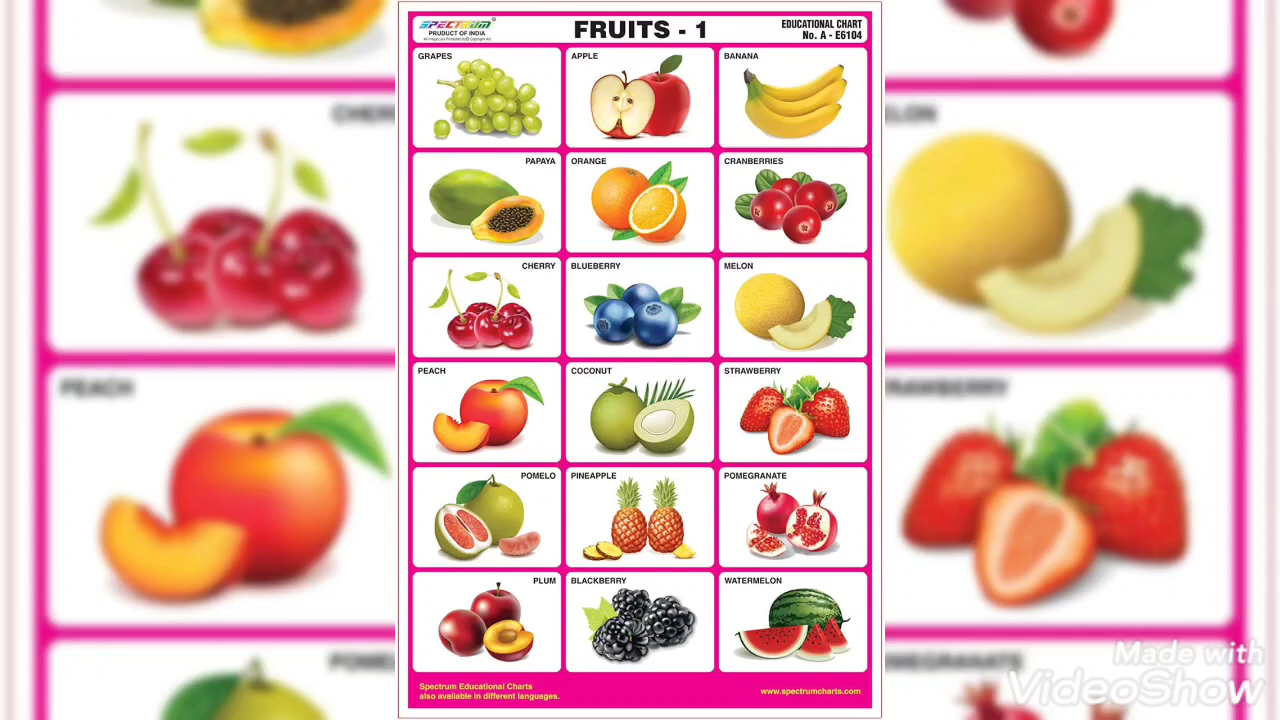 SPECTRUM
PRODUCT OF INDIA
FRUITS - 1
EDUCATIONAL CHART
No. A - E6104
GRAPES
APPLE
BANANA
PAPAYA
ORANGE
CRANBERRIES
CHERRY
BLUEBERRY
MELON
PEACH
COCONUT
STRAWBERRY
POMELO
PINEAPPLE
POMEGRANATE
PLUM
BLACKBERRY
WATERMELON
Spectrum Educational Charts
also available in different languages.
www.spectrumcharts.com
PEACH
Made with
VideoShow